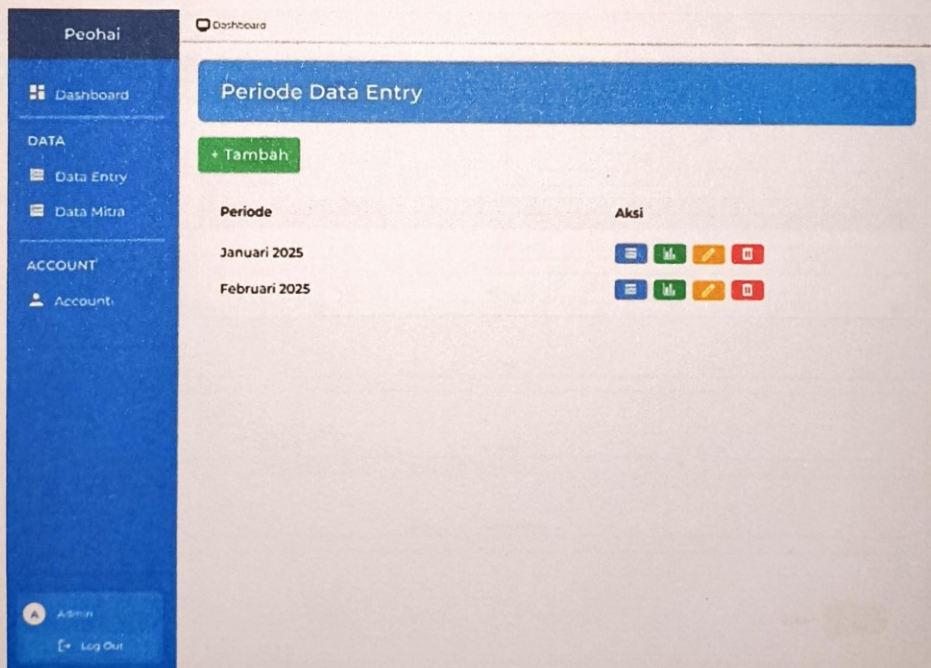 Peohai
Dashboard
DATA
Data Entry
Data Mitra
ACCOUNT
Account
A Admin
Log Out
Dashboard
Periode Data Entry
+ Tambah
Periode Aksi
Januari 2025
Februari 2025